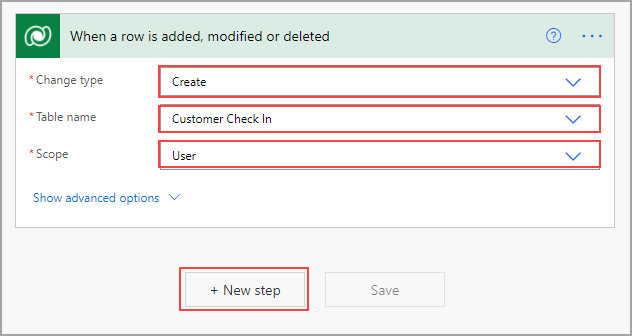 When a row is added, modified or deleted
* Change type Create
* Table name Customer Check In
* Scope User
Show advanced options
+ New step Save